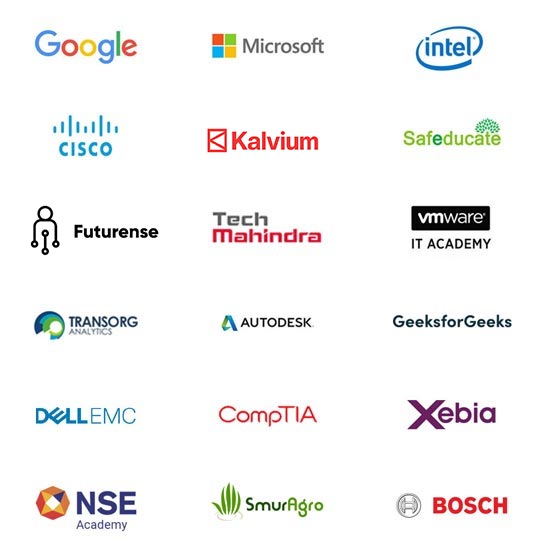 Google
Microsoft
intel
CISCO
Kalvium
Safeducate
Futurense
Tech
Mahindra
vmware®
IT ACADEMY
TRANSORG
ANALYTICS
AUTODESK.
GeeksforGeeks
DELLEMC
CompTIA
Xebia
NSE
Academy
SmurAgro
BOSCH